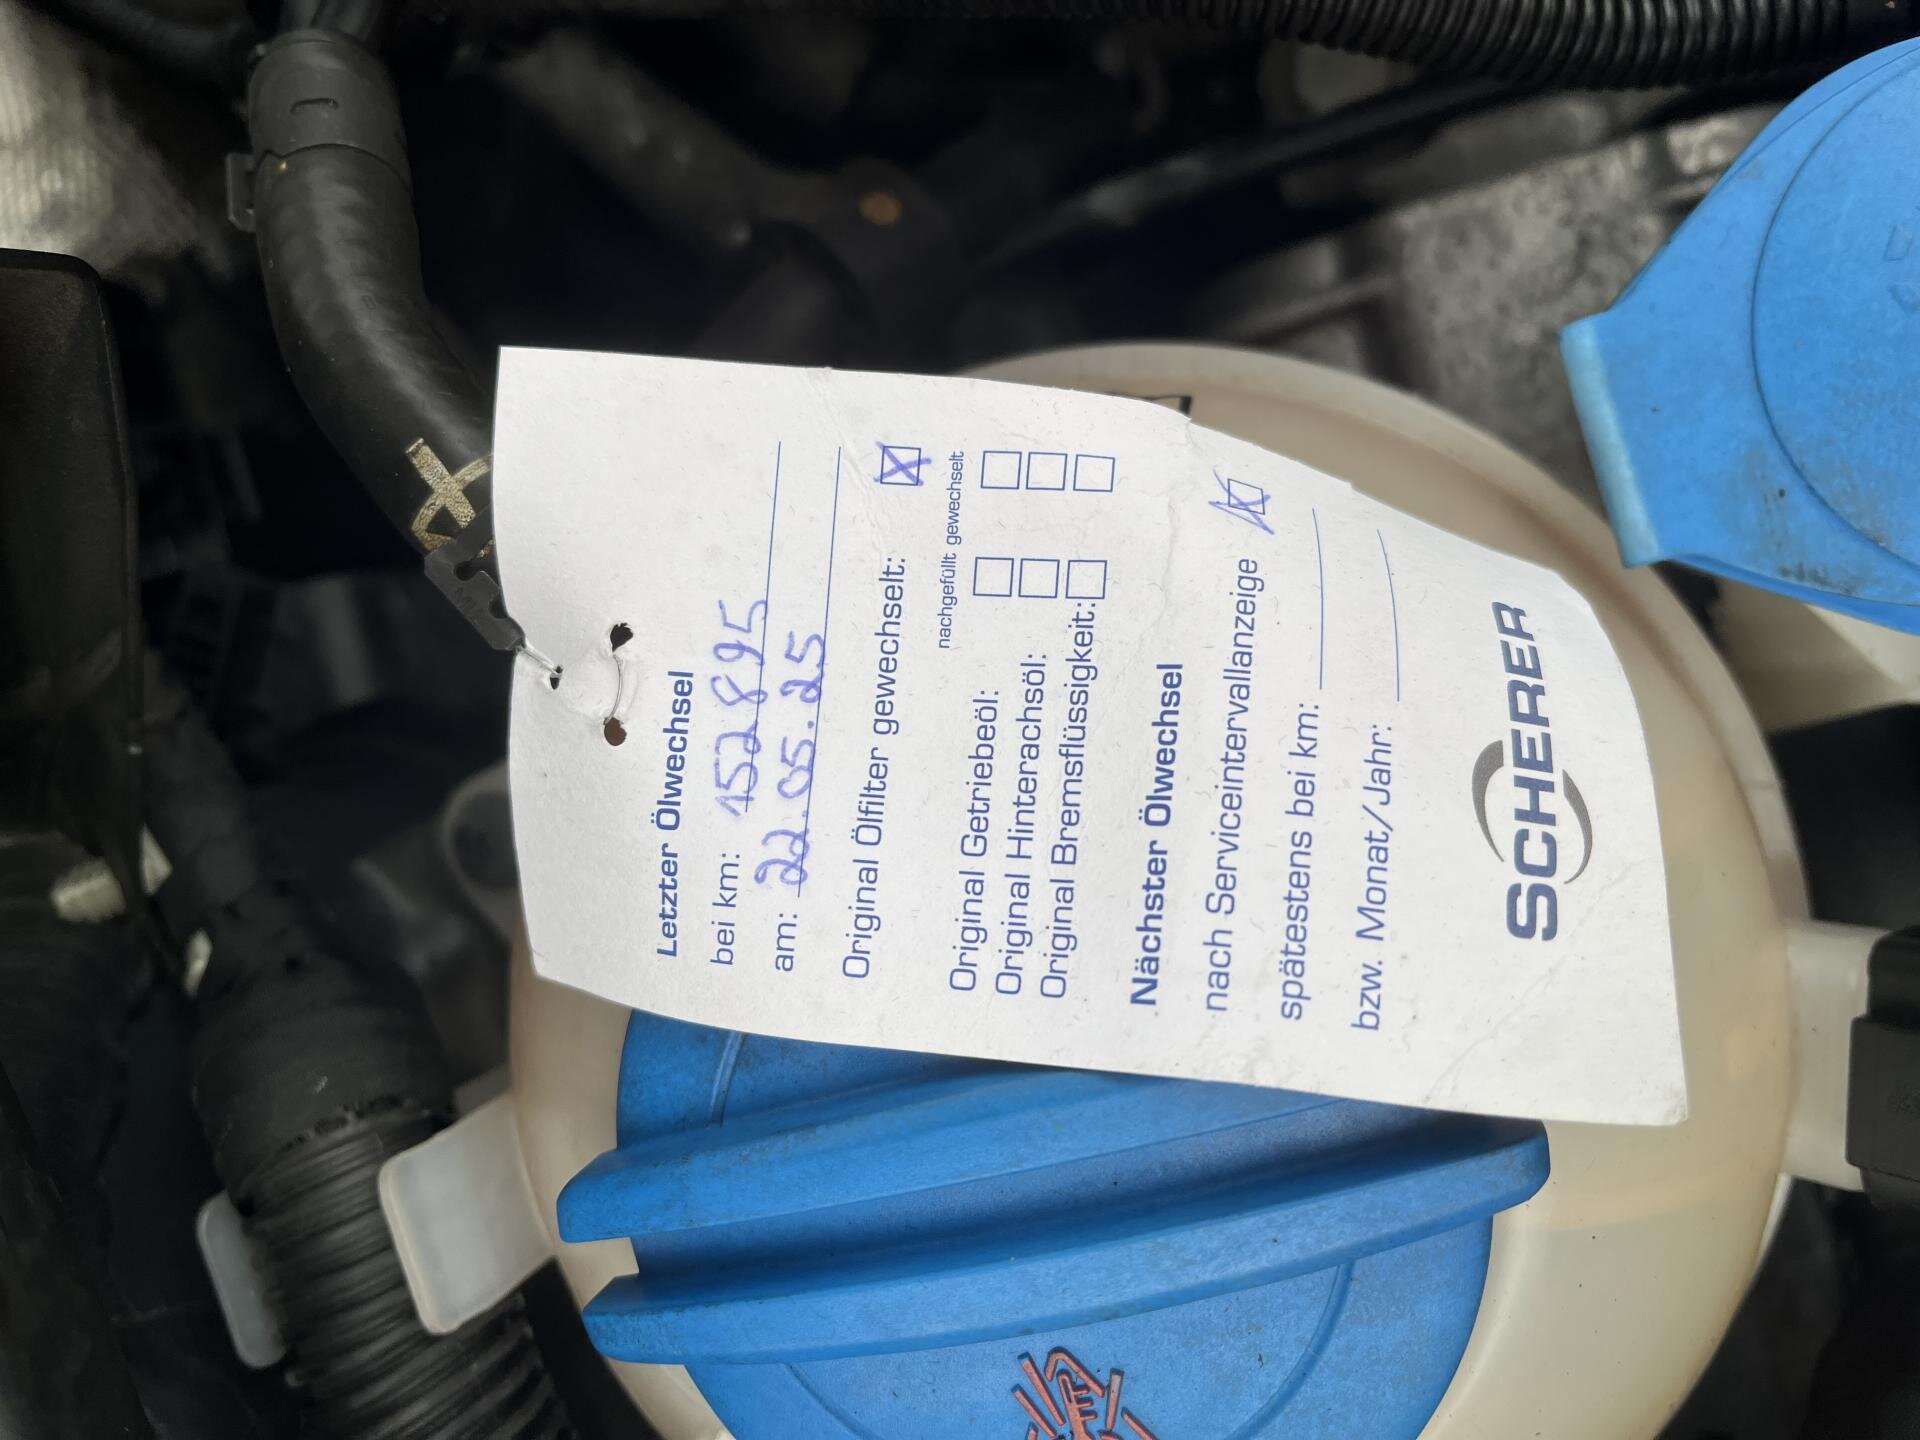 Letzter Ölwechsel
bei km: 152895
am: 22.05.25
Original Ölfilter gewechselt: X
nachgefüllt gewechselt
Original Getriebeöl:
Original Hinterachsöl:
Original Bremsflüssigkeit:
Nächster Ölwechsel
nach Serviceintervallanzeige X
spätestens bei km:
bzw. Monat/Jahr:
SCHERER